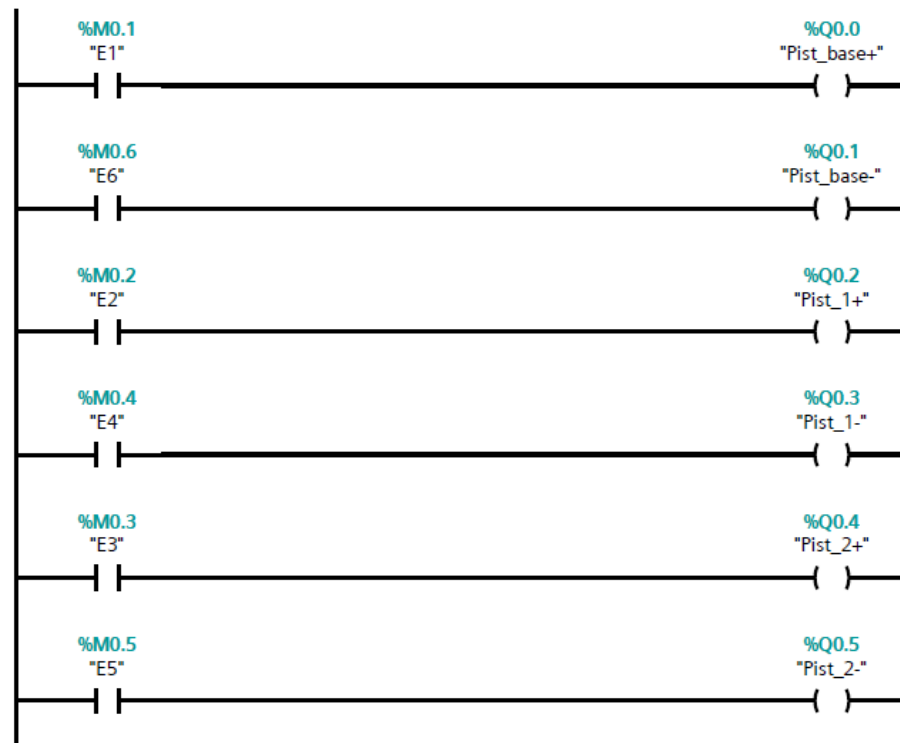 %M0.1 %Q0.0
"E1" "Pist_base+"
%M0.6 %Q0.1
"E6" "Pist_base-"
%M0.2 %Q0.2
"E2" "Pist_1+"
%M0.4 %Q0.3
"E4" "Pist_1-"
%M0.3 %Q0.4
"E3" "Pist_2+"
%M0.5 %Q0.5
"E5" "Pist_2-"